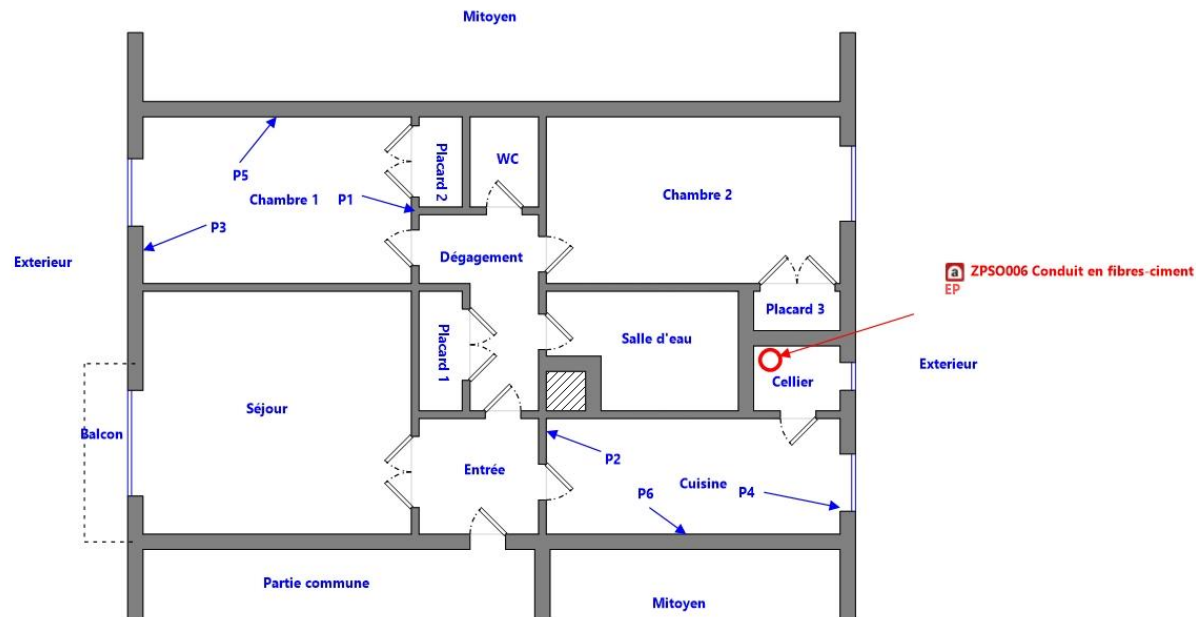 Mitoyen
P5
Placard 2
WC
Chambre 1
P1
Chambre 2
P3
Extérieur
Dégagement
a ZPSO006 Conduit en fibres-ciment
EP
Placard 1
Salle d'eau
Placard 3
Cellier
Exterieur
Séjour
Balcon
P2
Entrée
Cuisine
P4
P6
Partie commune
Mitoyen